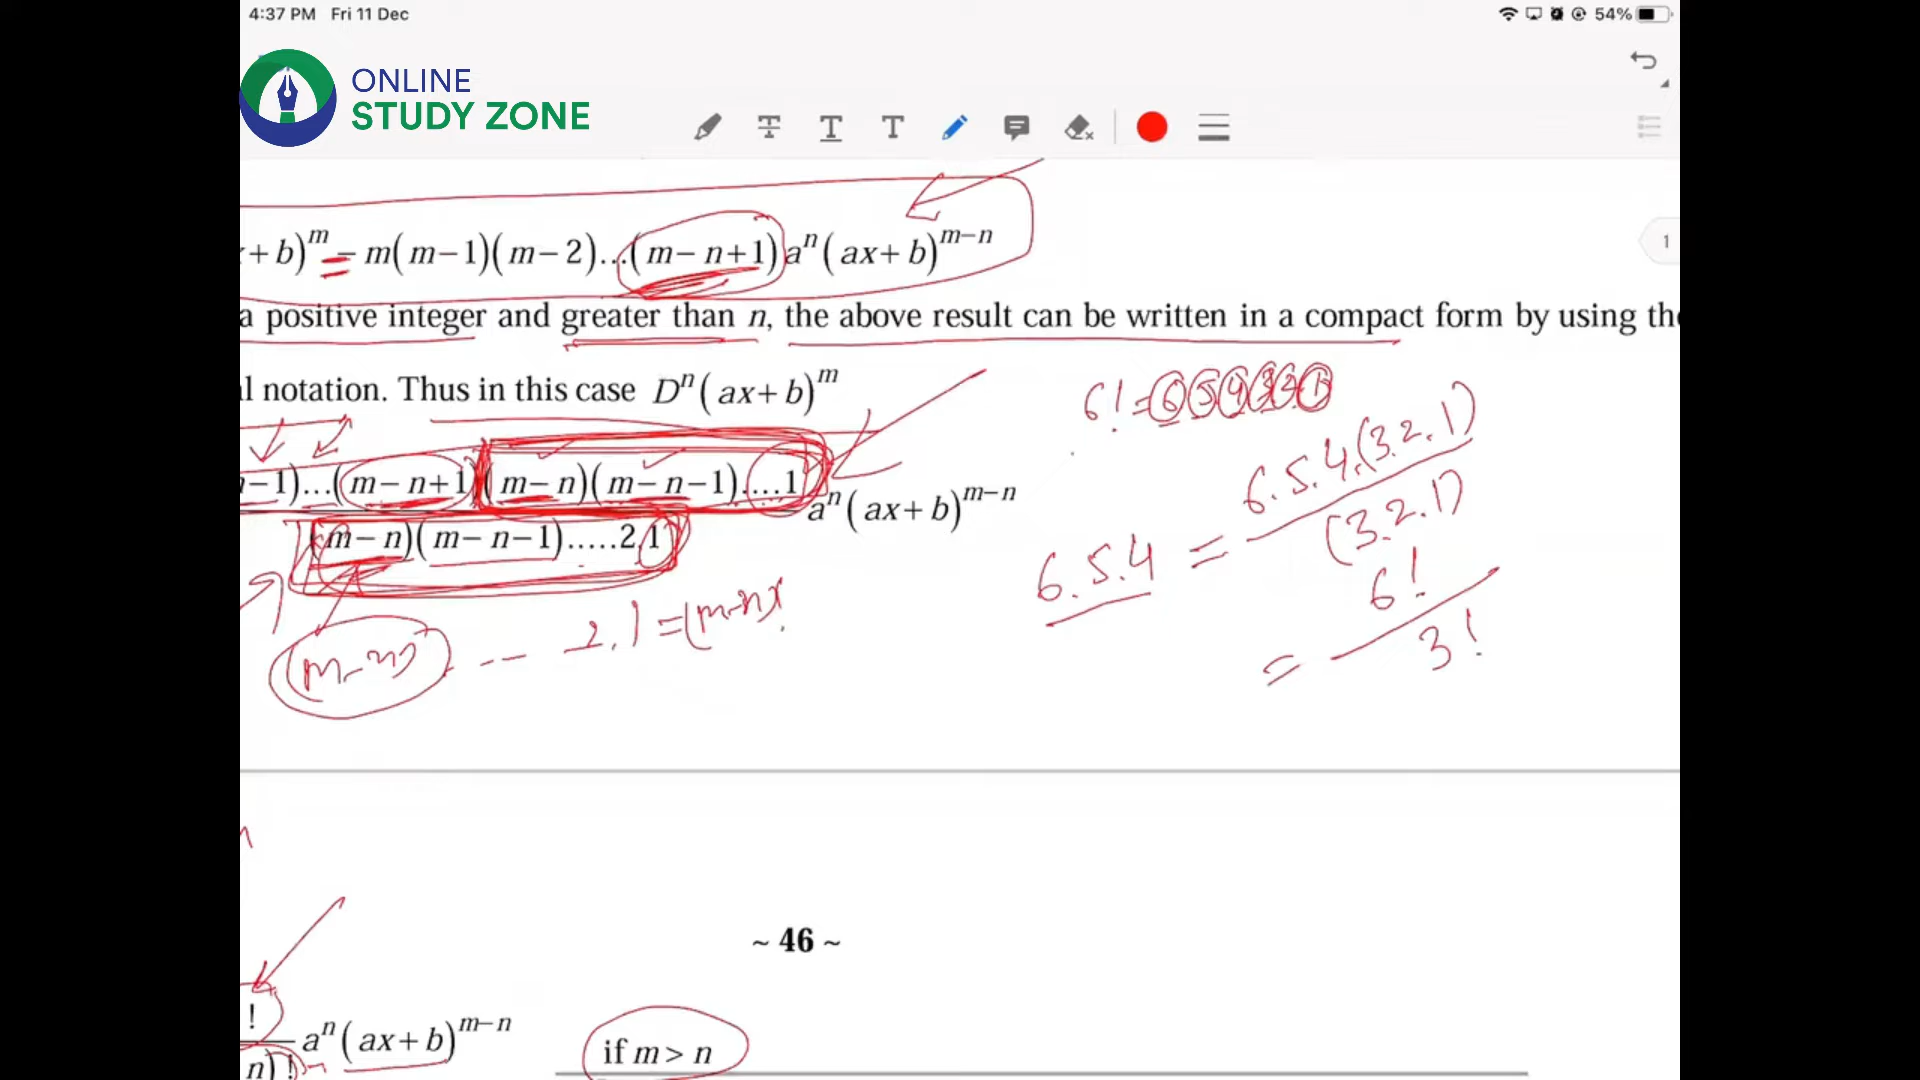 4:37 PM Fri 11 Dec
54%
ONLINE
STUDY ZONE
1
+ b)^m = m(m−1)(m−2)...(m−n+1)a^n(ax+b)^{m−n}
a positive integer and greater than n, the above result can be written in a compact form by using the
l notation. Thus in this case D^n(ax+b)^m
6! = 6 5 4 3 2 1
−1)...(m−n+1)(m−n)(m−n−1)....1
a^n(ax+b)^{m−n}
(m−n)(m−n−1).....2.1
6.5.4 = 6.5.4.(3.2.1)
(3.2.1)
(m−n) --- 2.1 = (m−n)!
= 6!
3!
~ 46 ~
!
n)!
a^n(ax+b)^{m−n}
if m > n